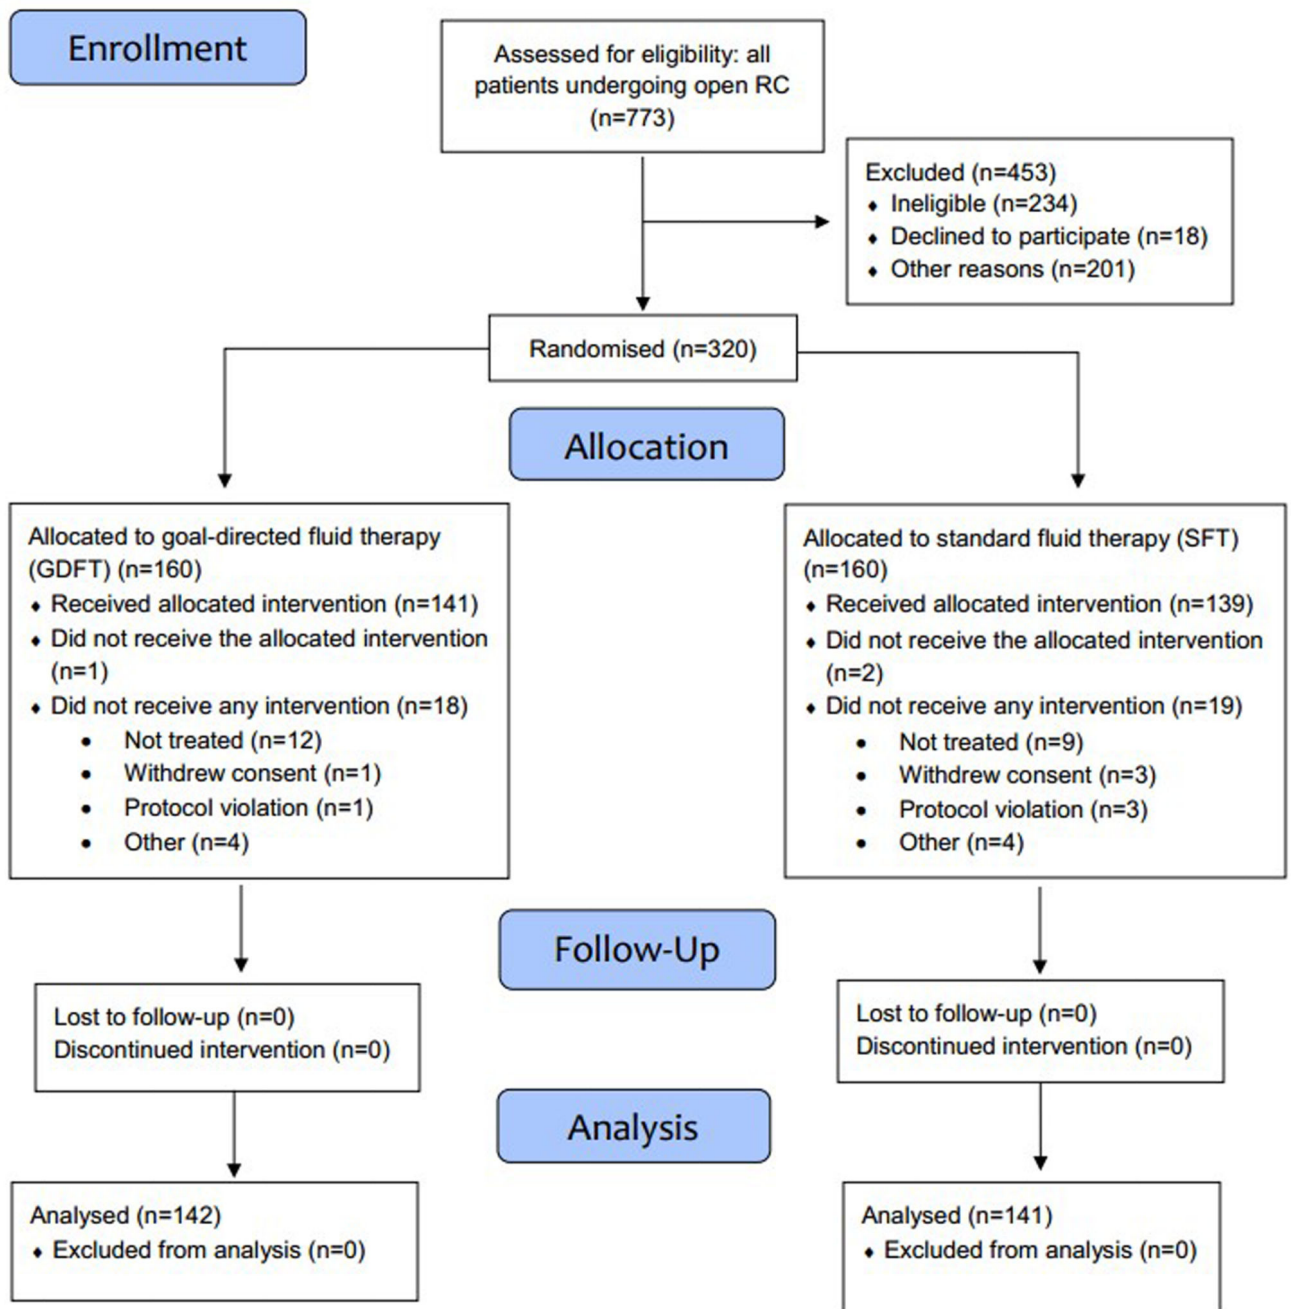 Enrollment
Assessed for eligibility: all
patients undergoing open RC
(n=773)
Excluded (n=453)
♦ Ineligible (n=234)
♦ Declined to participate (n=18)
♦ Other reasons (n=201)
Randomised (n=320)
Allocation
Allocated to goal-directed fluid therapy
(GDFT) (n=160)
♦ Received allocated intervention (n=141)
♦ Did not receive the allocated intervention
(n=1)
♦ Did not receive any intervention (n=18)
• Not treated (n=12)
• Withdrew consent (n=1)
• Protocol violation (n=1)
• Other (n=4)
Allocated to standard fluid therapy (SFT)
(n=160)
♦ Received allocated intervention (n=139)
♦ Did not receive the allocated intervention
(n=2)
♦ Did not receive any intervention (n=19)
• Not treated (n=9)
• Withdrew consent (n=3)
• Protocol violation (n=3)
• Other (n=4)
Follow-Up
Lost to follow-up (n=0)
Discontinued intervention (n=0)
Lost to follow-up (n=0)
Discontinued intervention (n=0)
Analysis
Analysed (n=142)
♦ Excluded from analysis (n=0)
Analysed (n=141)
♦ Excluded from analysis (n=0)